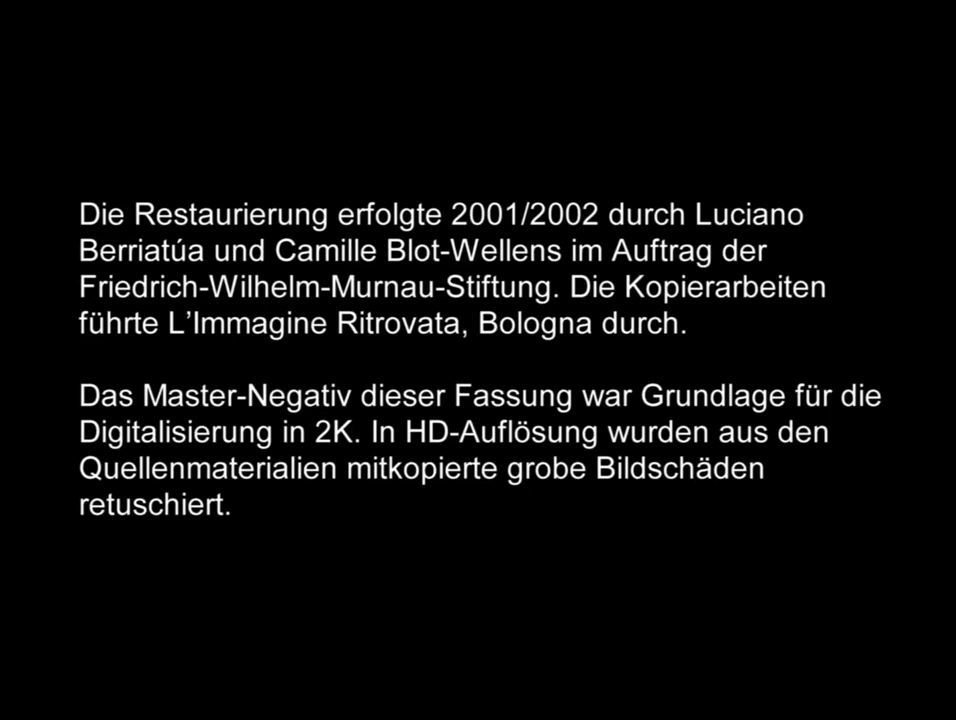 Die Restaurierung erfolgte 2001/2002 durch Luciano
Berriatúa und Camille Blot-Wellens im Auftrag der
Friedrich-Wilhelm-Murnau-Stiftung. Die Kopierarbeiten
führte L’Immagine Ritrovata, Bologna durch.
Das Master-Negativ dieser Fassung war Grundlage für die
Digitalisierung in 2K. In HD-Auflösung wurden aus den
Quellenmaterialien mitkopierte grobe Bildschäden
retuschiert.